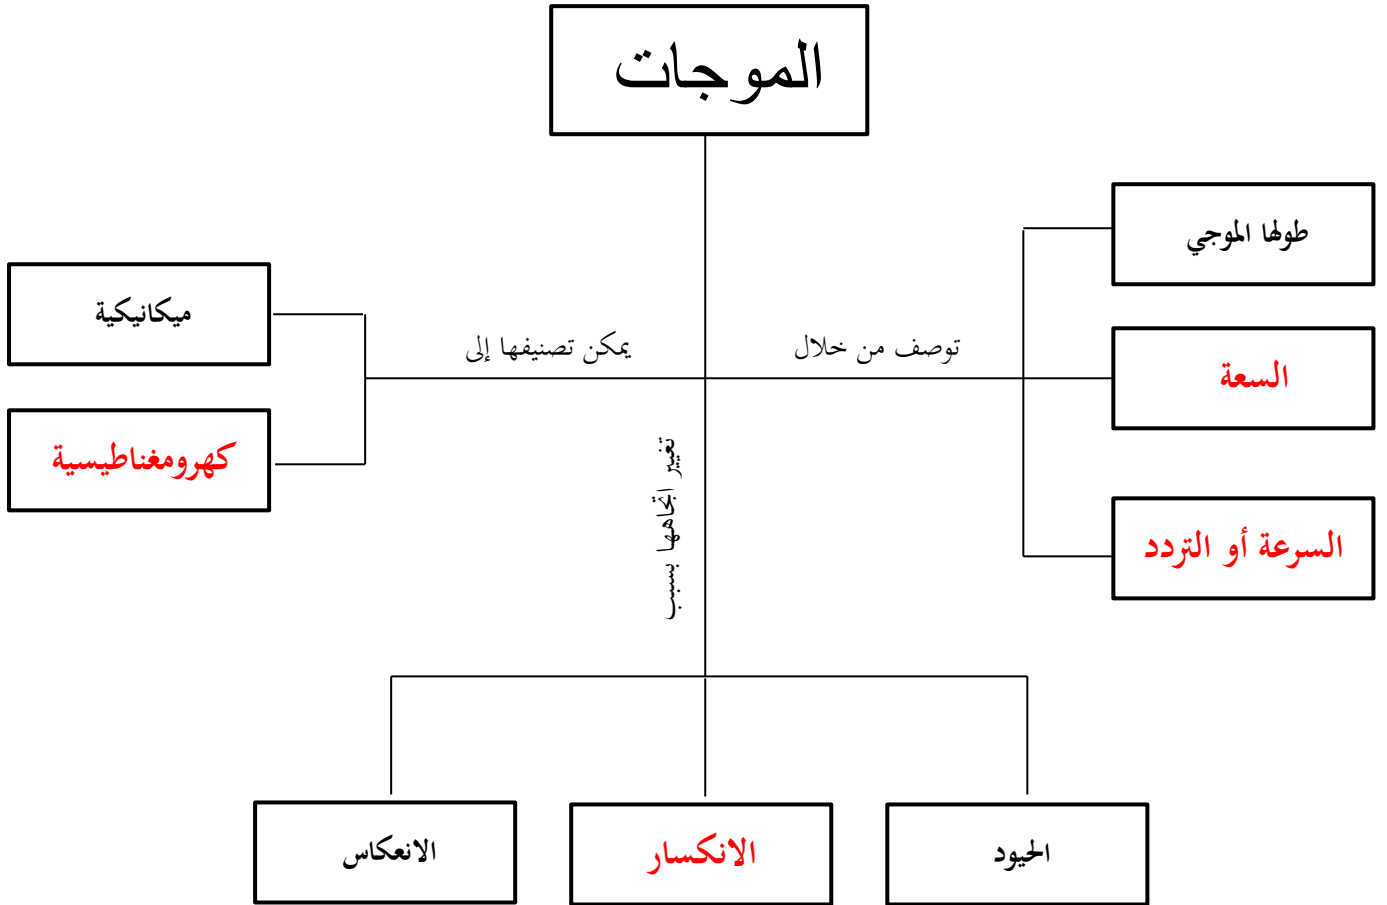 الموجات
طولها الموجي
ميكانيكية
توصف من خلال
يمكن تصنيفها إلى
السعة
كهرومغناطيسية
تغيير اتجاهها بسبب
السرعة أو التردد
الحيود
الانكسار
الانعكاس